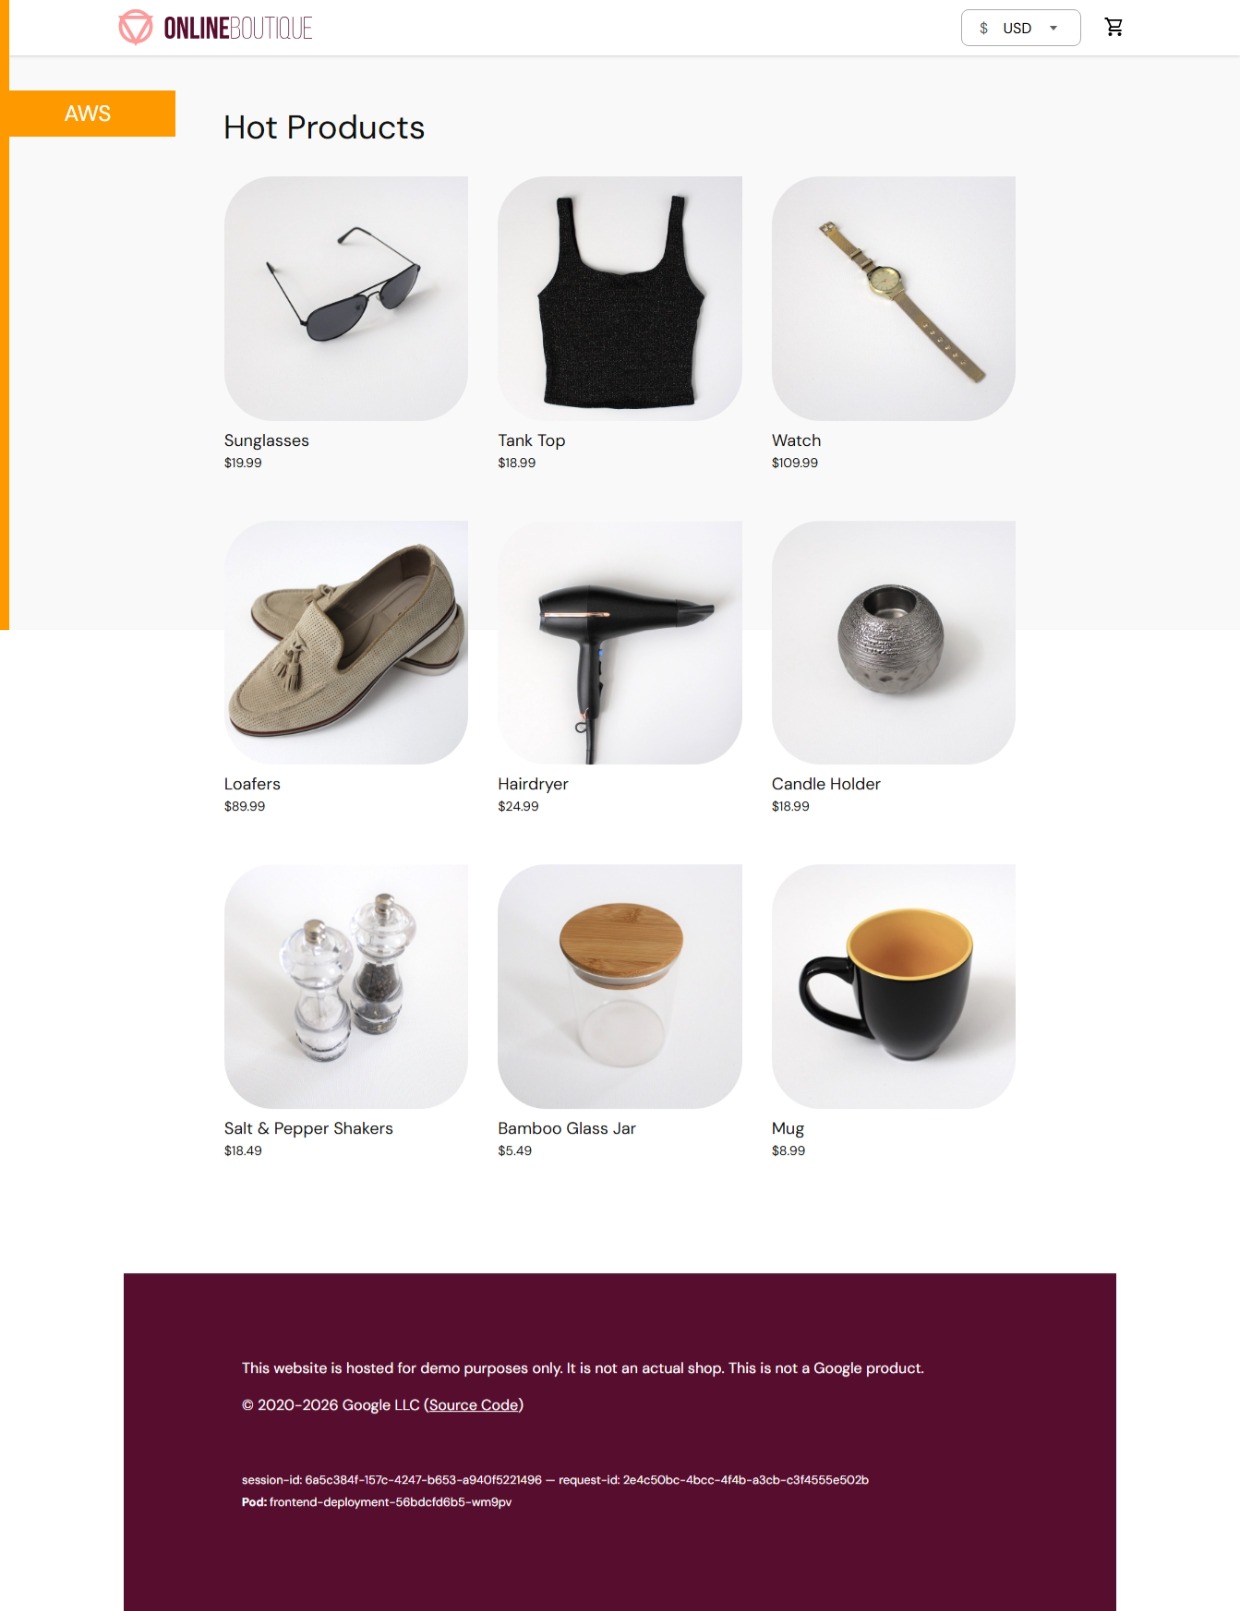 ONLINEBOUTIQUE
$ USD
AWS
Hot Products
Sunglasses
$19.99
Tank Top
$18.99
Watch
$109.99
Loafers
$89.99
Hairdryer
$24.99
Candle Holder
$18.99
Salt & Pepper Shakers
$18.49
Bamboo Glass Jar
$5.49
Mug
$8.99
This website is hosted for demo purposes only. It is not an actual shop. This is not a Google product.
© 2020-2026 Google LLC (Source Code)
session-id: 6a5c384f-157c-4247-b653-a940f5221496 — request-id: 2e4c50bc-4bcc-4f4b-a3cb-c3f4555e502b
Pod: frontend-deployment-56bdcfd6b5-wm9pv